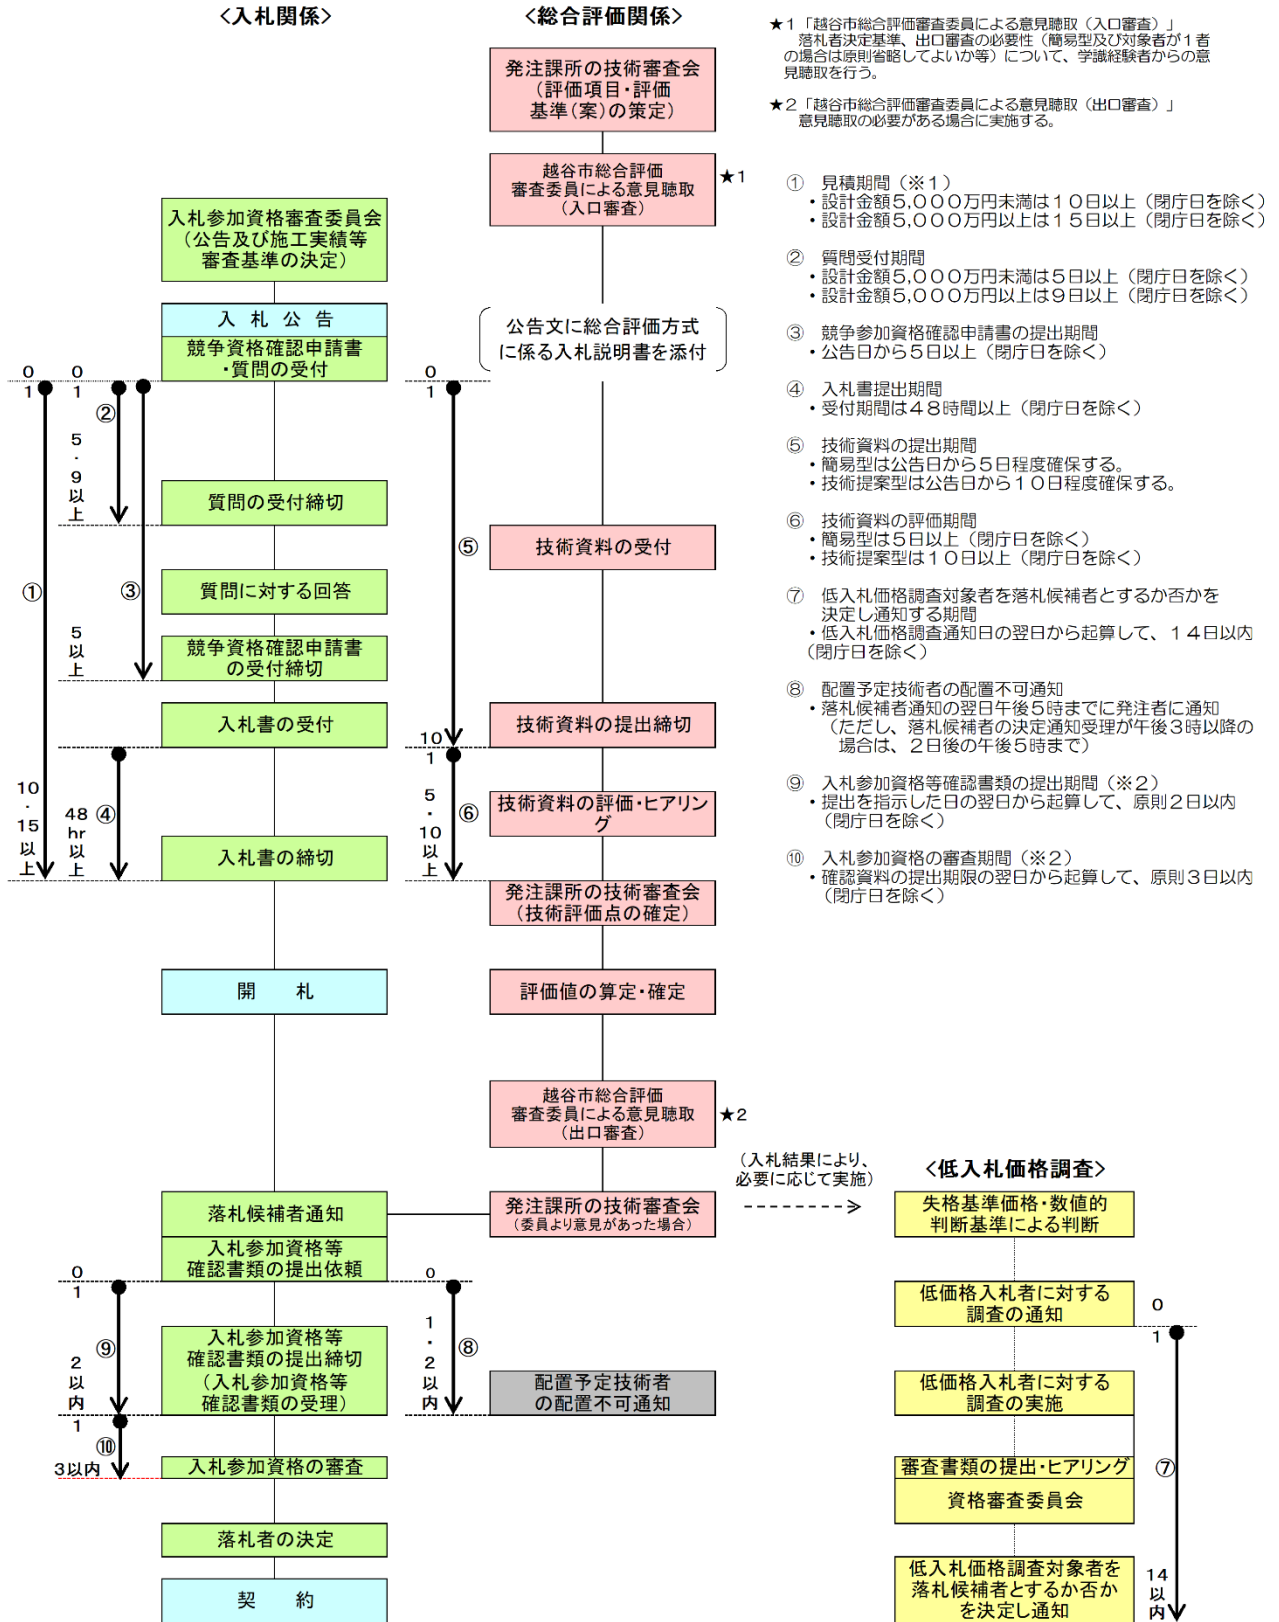 <入札関係>
<総合評価関係>
★1「越谷市総合評価審査委員による意見聴取（入口審査）」
落札者決定基準、出口審査の必要性（簡易型及び対象者が１者
の場合は原則省略してよいか等）について、学識経験者からの意
見聴取を行う。
★2「越谷市総合評価審査委員による意見聴取（出口審査）」
意見聴取の必要がある場合に実施する。
発注課所の技術審査会
(評価項目・評価
基準(案)の策定)
越谷市総合評価
審査委員による意見聴取
(入口審査)
★1
入札参加資格審査委員会
(公告及び施工実績等
審査基準の決定)
入 札 公 告
競争資格確認申請書
・質問の受付
公告文に総合評価方式
に係る入札説明書を添付
0
1
0
1
0
1
②
5
・
9
以
上
質問の受付締切
⑤
技術資料の受付
①
③
質問に対する回答
5
以
上
競争資格確認申請書
の受付締切
入札書の受付
10
1
技術資料の提出締切
10
・
15
以
上
48
hr
以
上
④
5
・
10
以
上
⑥
技術資料の評価・ヒアリン
グ
入札書の締切
発注課所の技術審査会
(技術評価点の確定)
開 札
評価値の算定・確定
越谷市総合評価
審査委員による意見聴取
(出口審査)
★2
① 見積期間（※１）
・設計金額5,０００万円未満は１０日以上（閉庁日を除く）
・設計金額5,０００万円以上は１５日以上（閉庁日を除く）
② 質問受付期間
・設計金額5,０００万円未満は５日以上（閉庁日を除く）
・設計金額5,０００万円以上は９日以上（閉庁日を除く）
③ 競争参加資格確認申請書の提出期間
・公告日から５日以上（閉庁日を除く）
④ 入札書提出期間
・受付期間は４８時間以上（閉庁日を除く）
⑤ 技術資料の提出期間
・簡易型は公告日から５日程度確保する。
・技術提案型は公告日から１０日程度確保する。
⑥ 技術資料の評価期間
・簡易型は５日以上（閉庁日を除く）
・技術提案型は１０日以上（閉庁日を除く）
⑦ 低入札価格調査対象者を落札候補者とするか否かを
決定し通知する期間
・低入札価格調査通知日の翌日から起算して、１４日以内
（閉庁日を除く）
⑧ 配置予定技術者の配置不可通知
・落札候補者通知の翌日午後５時までに発注者に通知
（ただし、落札候補者の決定通知受理が午後３時以降の
場合は、２日後の午後５時まで）
⑨ 入札参加資格等確認書類の提出期間（※２）
・提出を指示した日の翌日から起算して、原則２日以内
（閉庁日を除く）
⑩ 入札参加資格の審査期間（※２）
・確認資料の提出期限の翌日から起算して、原則３日以内
（閉庁日を除く）
落札候補者通知
発注課所の技術審査会
(委員より意見があった場合)
(入札結果により、
必要に応じて実施)
<低入札価格調査>
失格基準価格・数値的
判断基準による判断
入札参加資格等
確認書類の提出依頼
0
1
0
低価格入札者に対する
調査の通知
0
1
⑨
2
以
内
入札参加資格等
確認書類の提出締切
(入札参加資格等
確認書類の受理)
1
・
2
以
内
⑧
配置予定技術者
の配置不可通知
低価格入札者に対する
調査の実施
1
⑩
3以内
入札参加資格の審査
審査書類の提出・ヒアリング
資格審査委員会
⑦
落札者の決定
契 約
低入札価格調査対象者を
落札候補者とするか否か
を決定し通知
14
以
内